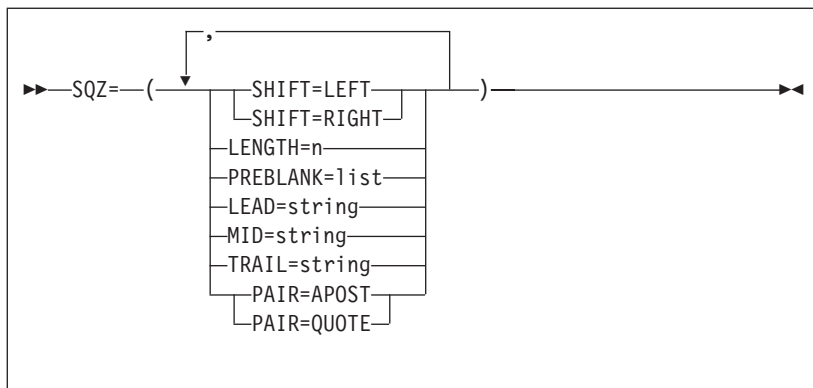 ,
SQZ= ( SHIFT=LEFT )
SHIFT=RIGHT
LENGTH=n
PREBLANK=list
LEAD=string
MID=string
TRAIL=string
PAIR=APOST
PAIR=QUOTE